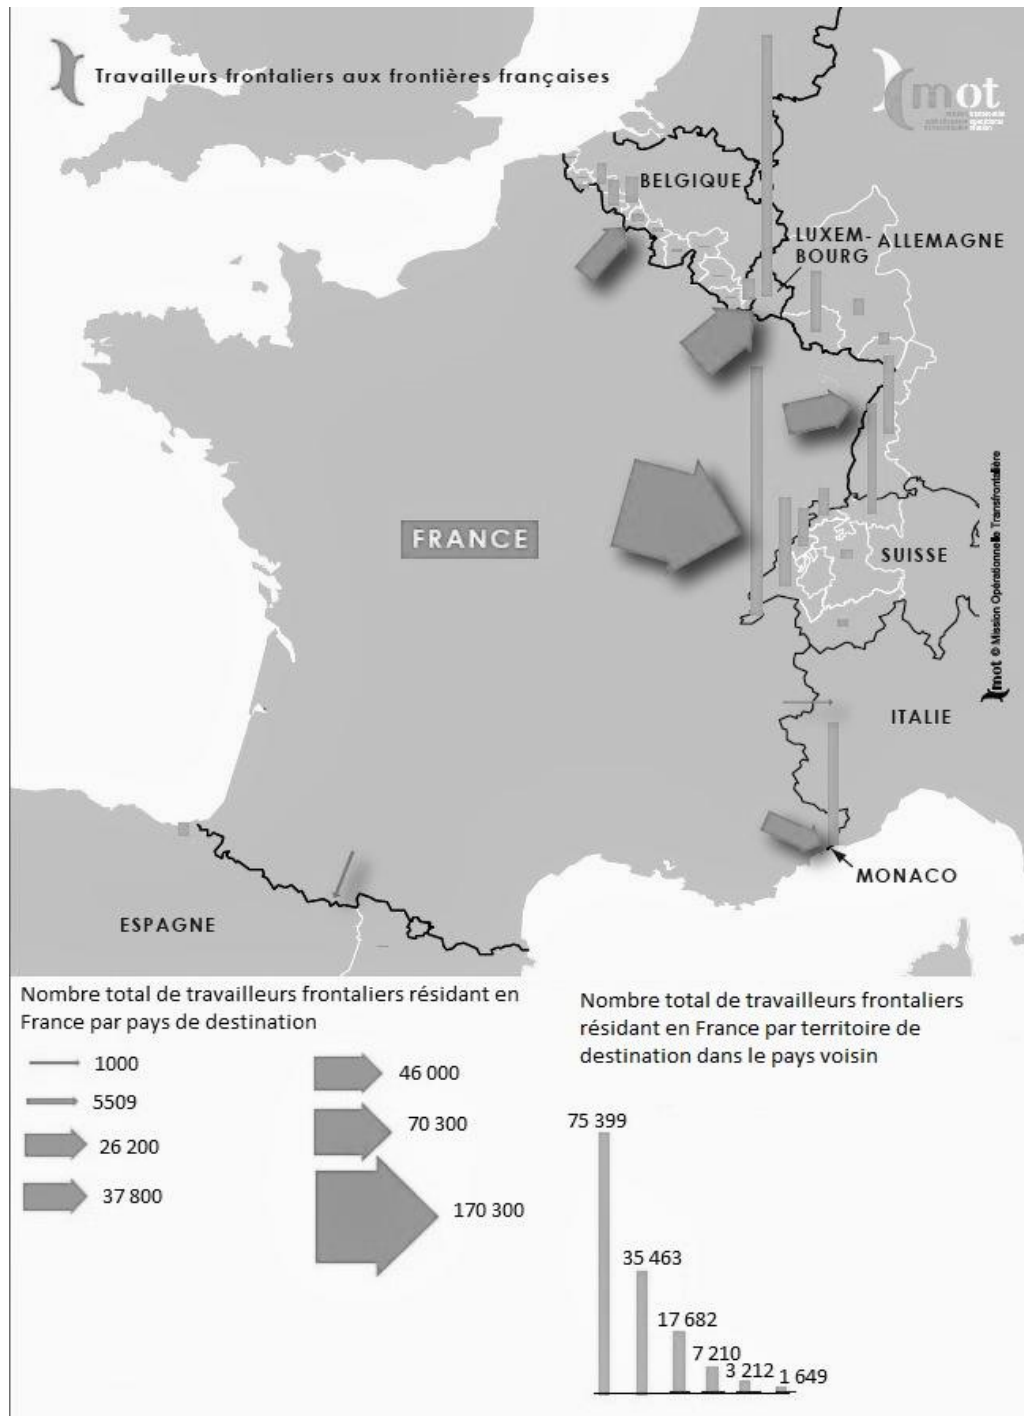 Travailleurs frontaliers aux frontières françaises
mot
BELGIQUE
LUXEM-
BOURG
ALLEMAGNE
FRANCE
SUISSE
© Mission Opérationnelle Transfrontalière
mot
ITALIE
MONACO
ESPAGNE
Nombre total de travailleurs frontaliers résidant en
France par pays de destination
1000
5509
26 200
37 800
46 000
70 300
170 300
Nombre total de travailleurs frontaliers
résidant en France par territoire de
destination dans le pays voisin
75 399
35 463
17 682
7 210
3 212
1 649